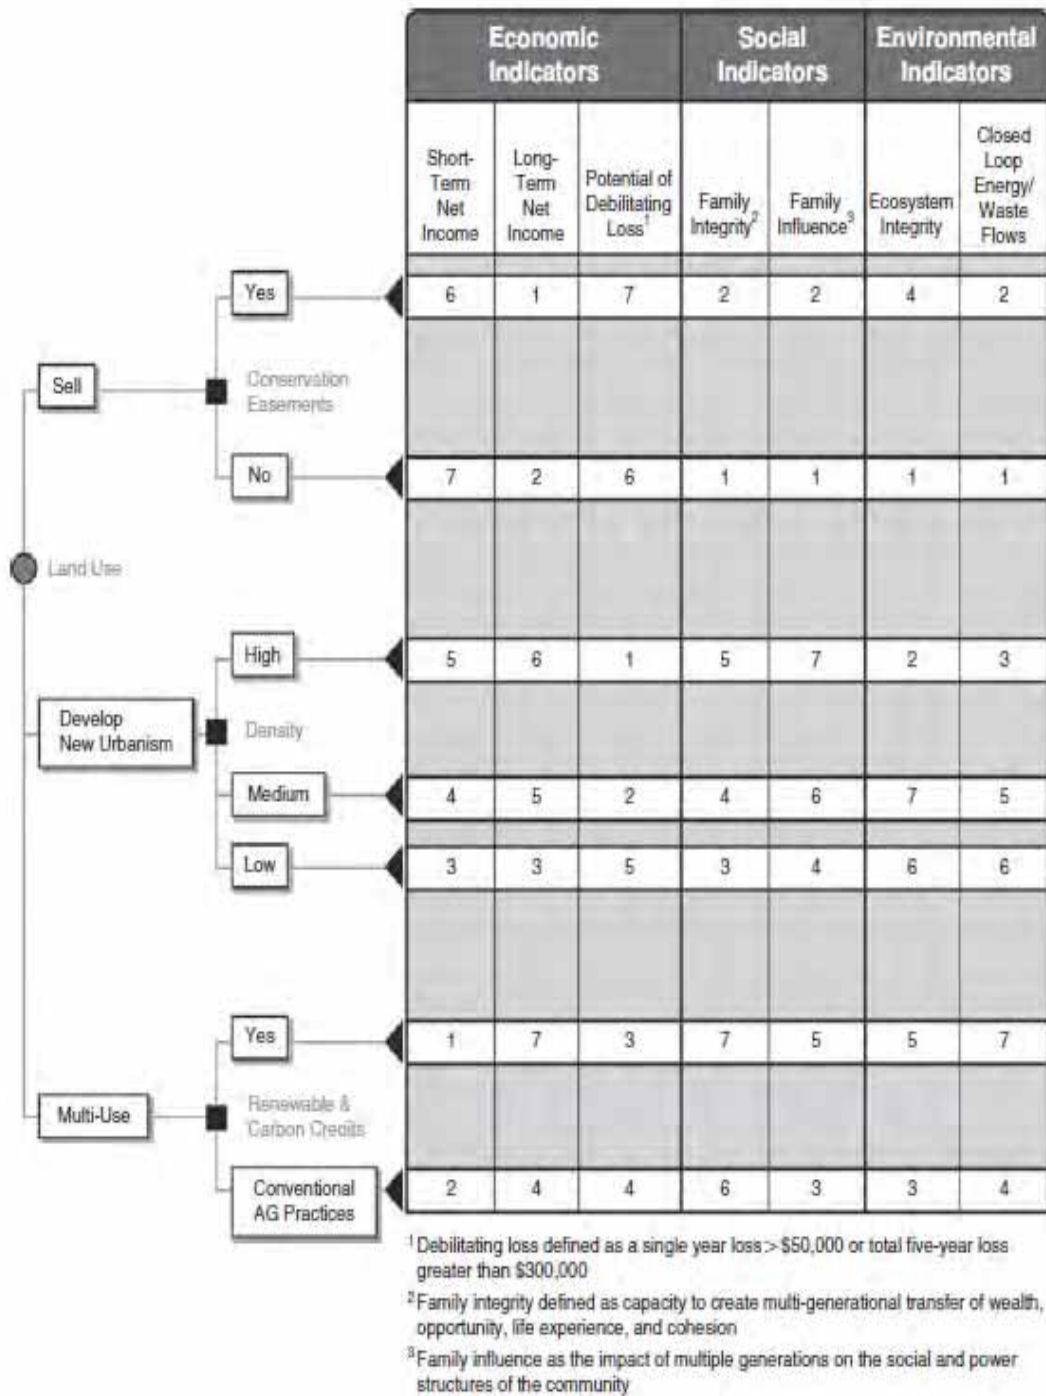 Economic Indicators
Social Indicators
Environmental Indicators
Short-Term Net Income
Long-Term Net Income
Potential of Debilitating Loss1
Family Integrity2
Family Influence3
Ecosystem Integrity
Closed Loop Energy/ Waste Flows
Yes 6 1 7 2 2 4 2
Sell
Conservation Easements
No 7 2 6 1 1 1 1
Land Use
High 5 6 1 5 7 2 3
Develop New Urbanism
Density
Medium 4 5 2 4 6 7 5
Low 3 3 5 3 4 6 6
Yes 1 7 3 7 5 5 7
Multi-Use
Renewable & Carbon Credits
Conventional AG Practices 2 4 4 6 3 3 4
1 Debilitating loss defined as a single year loss > $50,000 or total five-year loss
greater than $300,000
2 Family integrity defined as capacity to create multi-generational transfer of wealth,
opportunity, life experience, and cohesion
3 Family influence as the impact of multiple generations on the social and power
structures of the community